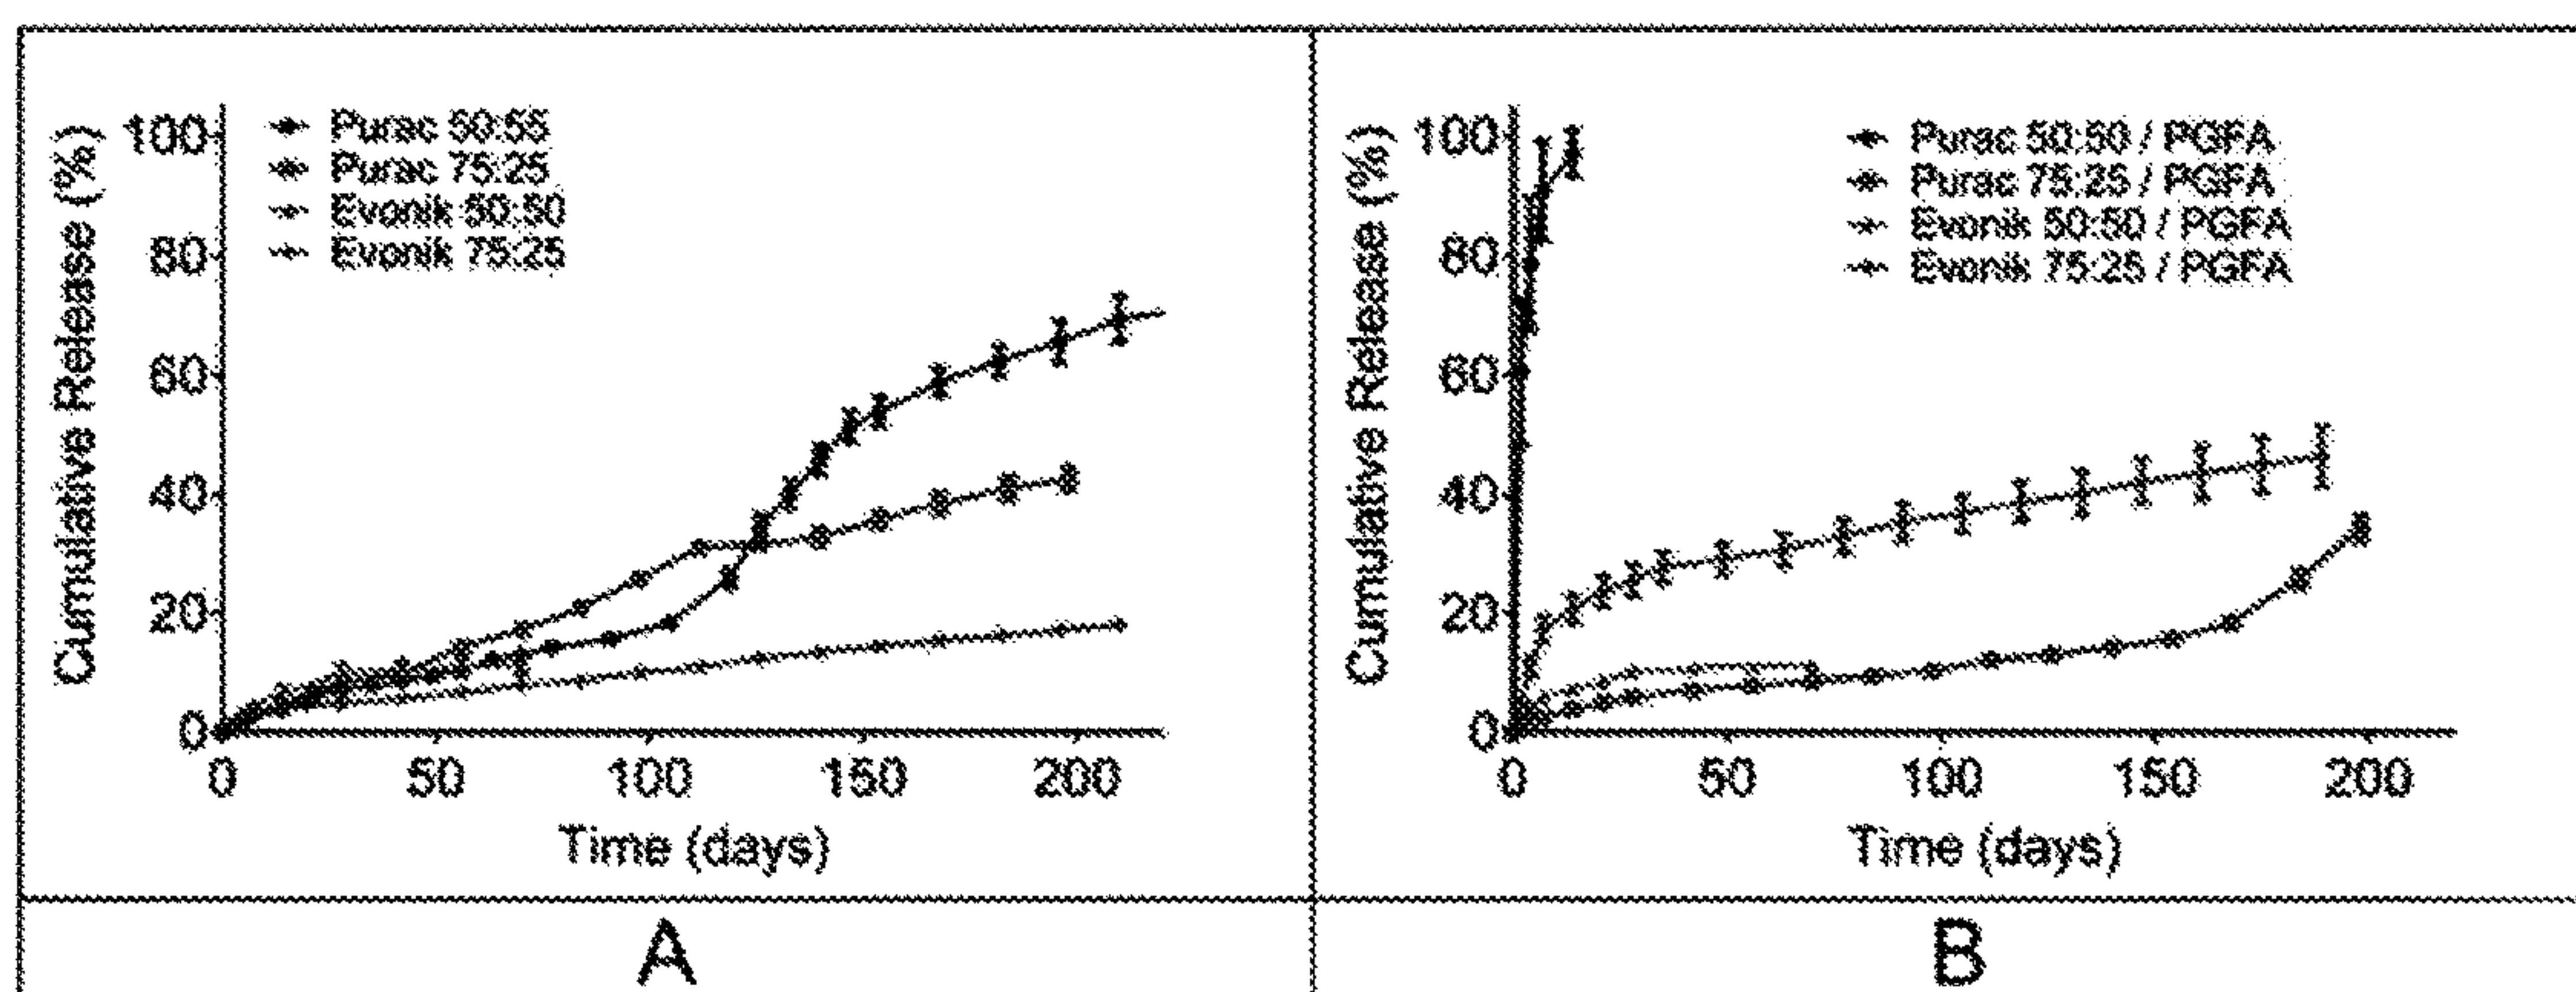 Cumulative Release (%)
100
80
60
40
20
0
Purac 50:55
Purac 75:25
Evonik 50:50
Evonik 75:25
0 50 100 150 200
Time (days)
A
Cumulative Release (%)
100
80
60
40
20
0
Purac 50:50 / PGFA
Purac 75:25 / PGFA
Evonik 50:50 / PGFA
Evonik 75:25 / PGFA
0 50 100 150 200
Time (days)
B